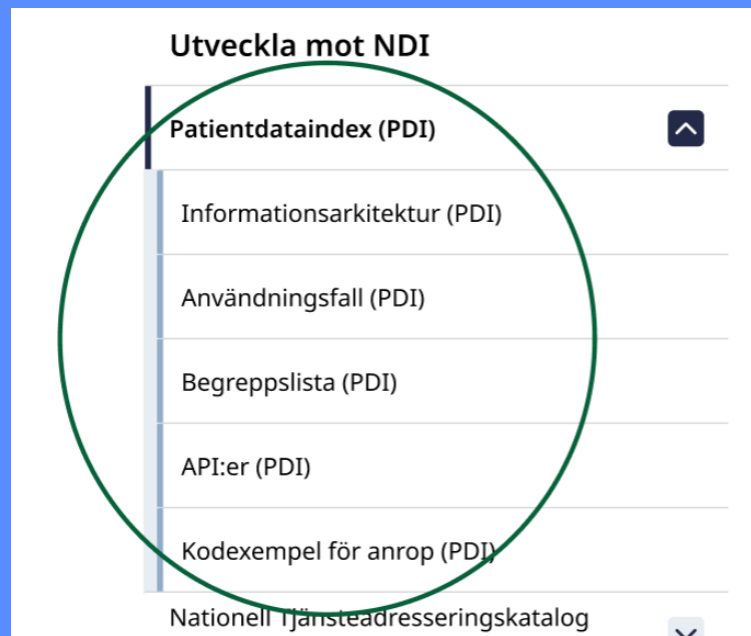 Utveckla mot NDI
Patientdataindex (PDI)
Informationsarkitektur (PDI)
Användningsfall (PDI)
Begreppslista (PDI)
API:er (PDI)
Kodexempel för anrop (PDI)
Nationell Tjänsteadresseringskatalog